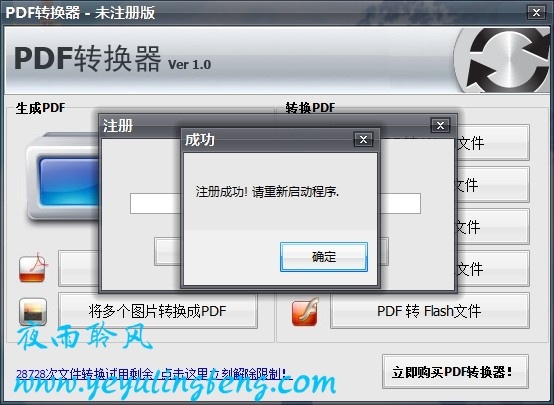 PDF转换器 - 未注册版
PDF转换器 Ver 1.0
生成PDF
转换PDF
注册
成功
注册成功! 请重新启动程序.
确定
文件
文件
文件
文件
将多个图片转换成PDF
PDF 转 Flash文件
夜雨聆风
28728次文件转换试用剩余,点击这里立刻解除限制!
立即购买PDF转换器!
www.yeyulingfeng.com